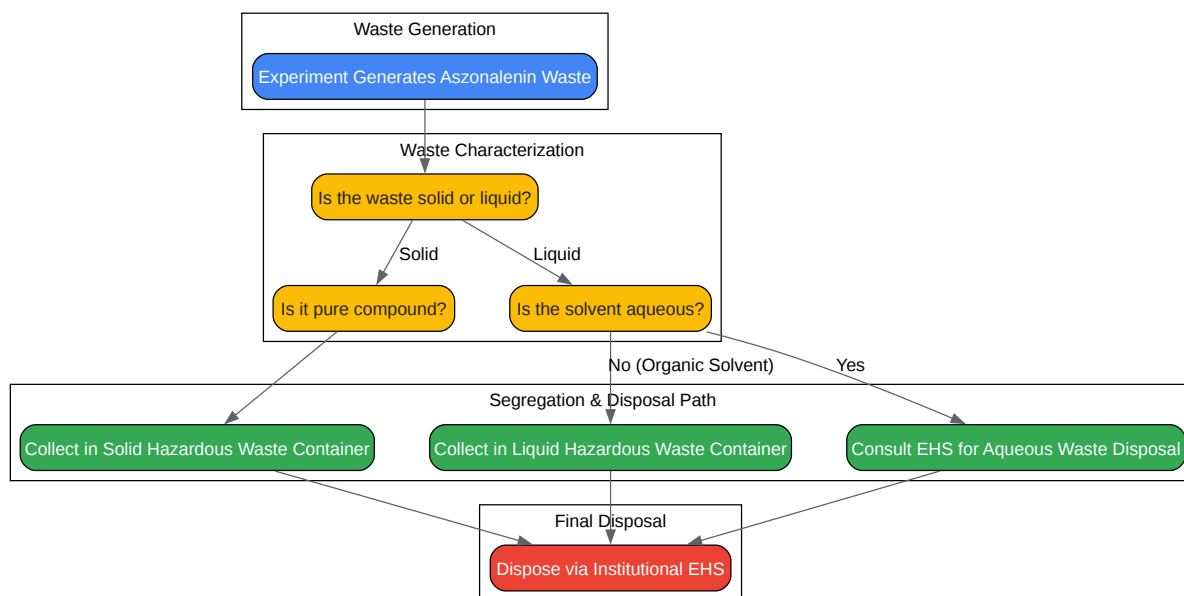 Waste Generation
Experiment Generates Aszonalenin Waste
Waste Characterization
Is the waste solid or liquid?
Solid
Liquid
Is it pure compound?
Is the solvent aqueous?
No (Organic Solvent)
Yes
Segregation & Disposal Path
Collect in Solid Hazardous Waste Container
Collect in Liquid Hazardous Waste Container
Consult EHS for Aqueous Waste Disposal
Final Disposal
Dispose via Institutional EHS